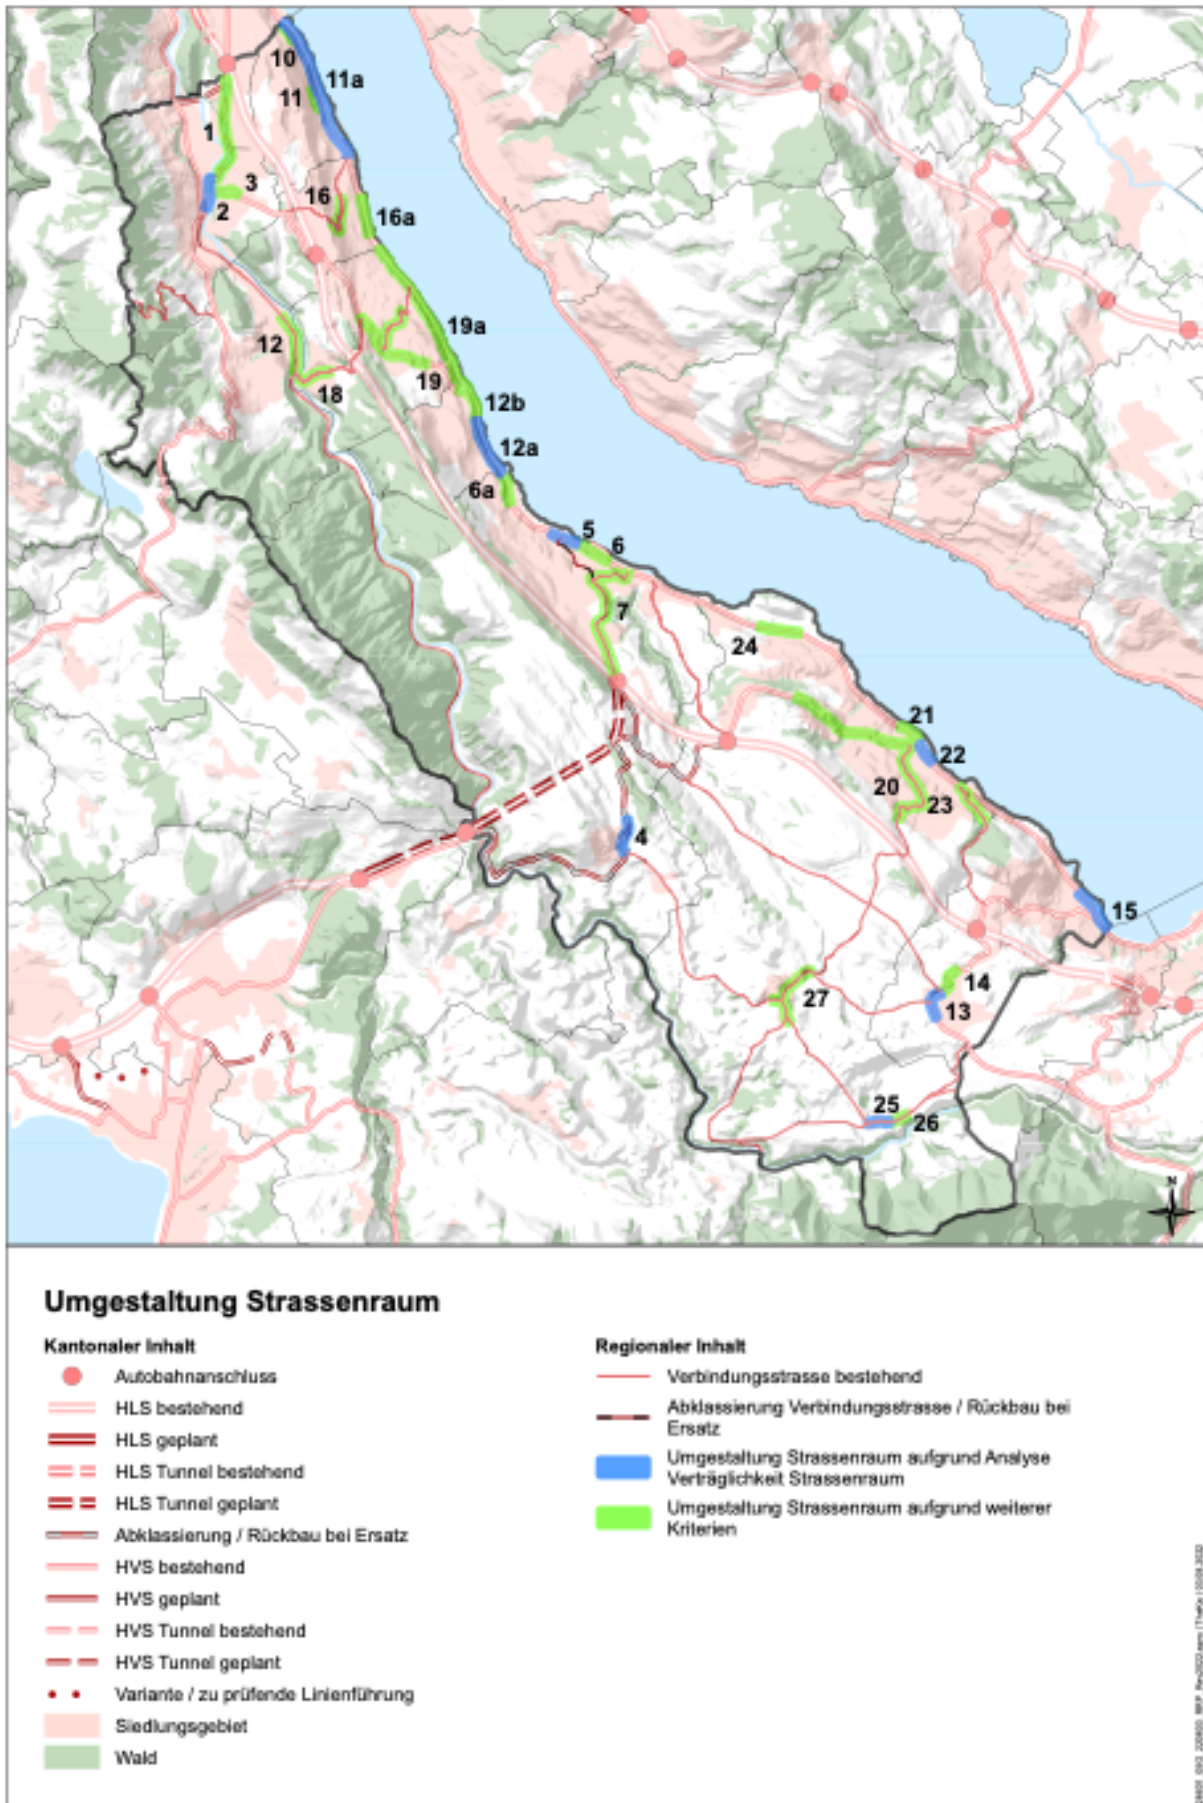 10
11a
11
1
3
16
2
16a
19a
12
19
18
12b
12a
6a
5
6
7
24
21
22
20
23
4
15
14
27
13
25
26
N
Umgestaltung Strassenraum
Kantonaler Inhalt
Autobahnanschluss
HLS bestehend
HLS geplant
HLS Tunnel bestehend
HLS Tunnel geplant
Abklassierung / Rückbau bei Ersatz
HVS bestehend
HVS geplant
HVS Tunnel bestehend
HVS Tunnel geplant
Variante / zu prüfende Linienführung
Siedlungsgebiet
Wald
Regionaler Inhalt
Verbindungsstrasse bestehend
Abklassierung Verbindungsstrasse / Rückbau bei
Ersatz
Umgestaltung Strassenraum aufgrund Analyse
Verträglichkeit Strassenraum
Umgestaltung Strassenraum aufgrund weiterer
Kriterien